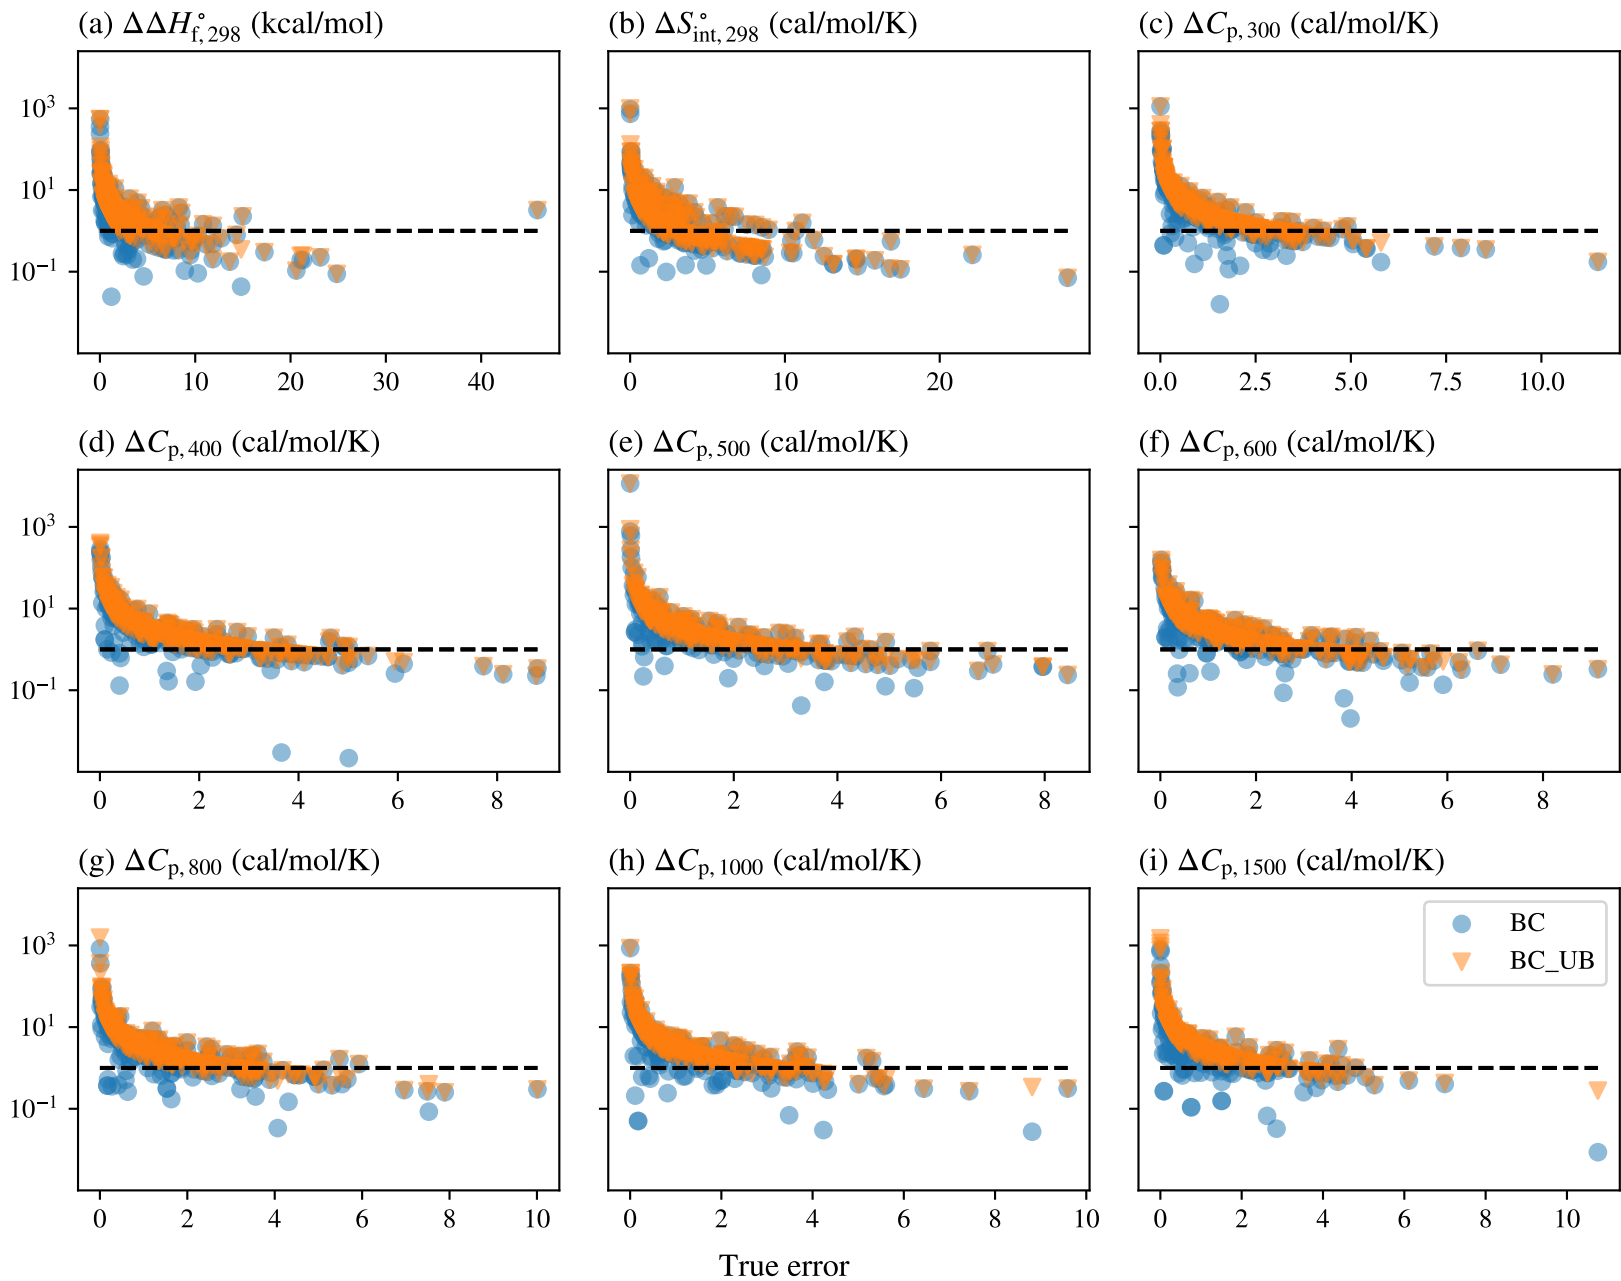 (a) ΔΔH°f, 298 (kcal/mol)
(b) ΔS°int, 298 (cal/mol/K)
(c) ΔCp, 300 (cal/mol/K)
10³
10¹
10⁻¹
0 10 20 30 40
0 10 20
0.0 2.5 5.0 7.5 10.0
(d) ΔCp, 400 (cal/mol/K)
(e) ΔCp, 500 (cal/mol/K)
(f) ΔCp, 600 (cal/mol/K)
10³
10¹
10⁻¹
0 2 4 6 8
0 2 4 6 8
0 2 4 6 8
(g) ΔCp, 800 (cal/mol/K)
(h) ΔCp, 1000 (cal/mol/K)
(i) ΔCp, 1500 (cal/mol/K)
10³
10¹
10⁻¹
BC
BC_UB
0 2 4 6 8 10
0 2 4 6 8 10
0 2 4 6 8 10
True error